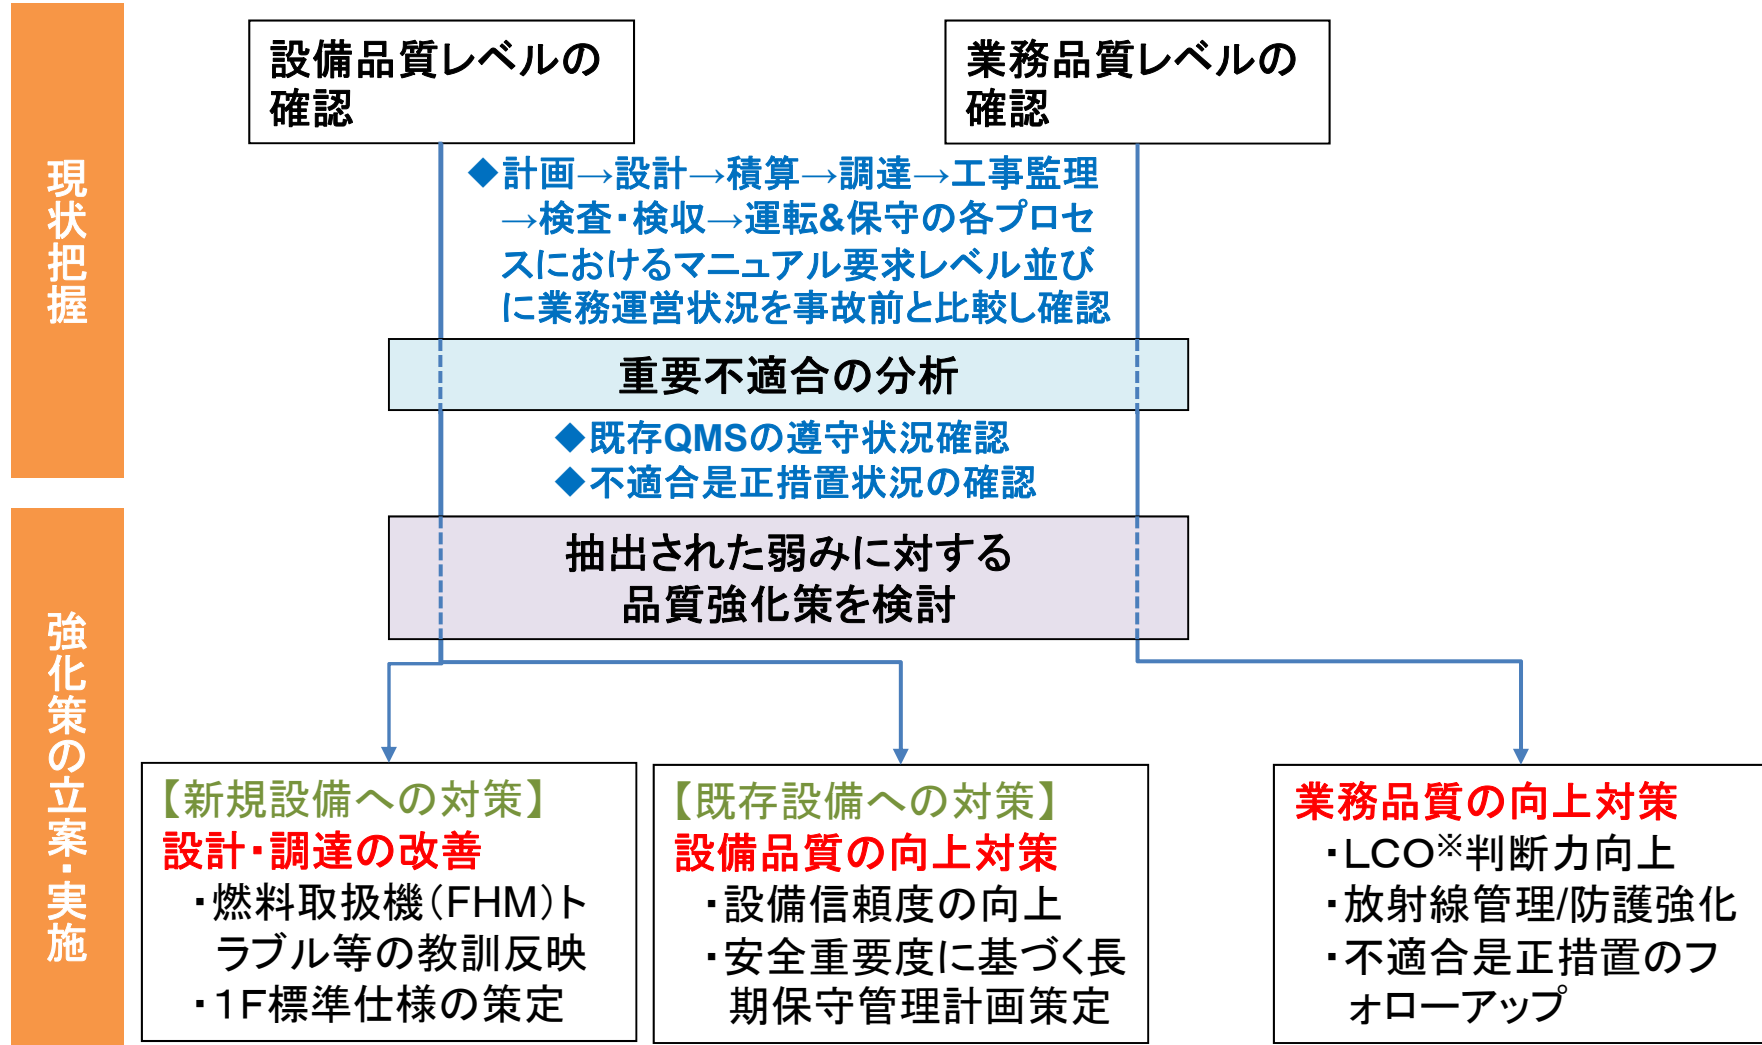 現状把握
設備品質レベルの
確認
業務品質レベルの
確認
◆計画→設計→積算→調達→工事監理
→検査・検収→運転&保守の各プロセ
スにおけるマニュアル要求レベル並び
に業務運営状況を事故前と比較し確認
重要不適合の分析
◆既存QMSの遵守状況確認
◆不適合是正措置状況の確認
強化策の立案・実施
抽出された弱みに対する
品質強化策を検討
【新規設備への対策】
設計・調達の改善
・燃料取扱機(FHM)ト
ラブル等の教訓反映
・1F標準仕様の策定
【既存設備への対策】
設備品質の向上対策
・設備信頼度の向上
・安全重要度に基づく長
期保守管理計画策定
業務品質の向上対策
・LCO※判断力向上
・放射線管理/防護強化
・不適合是正措置のフ
ォローアップ